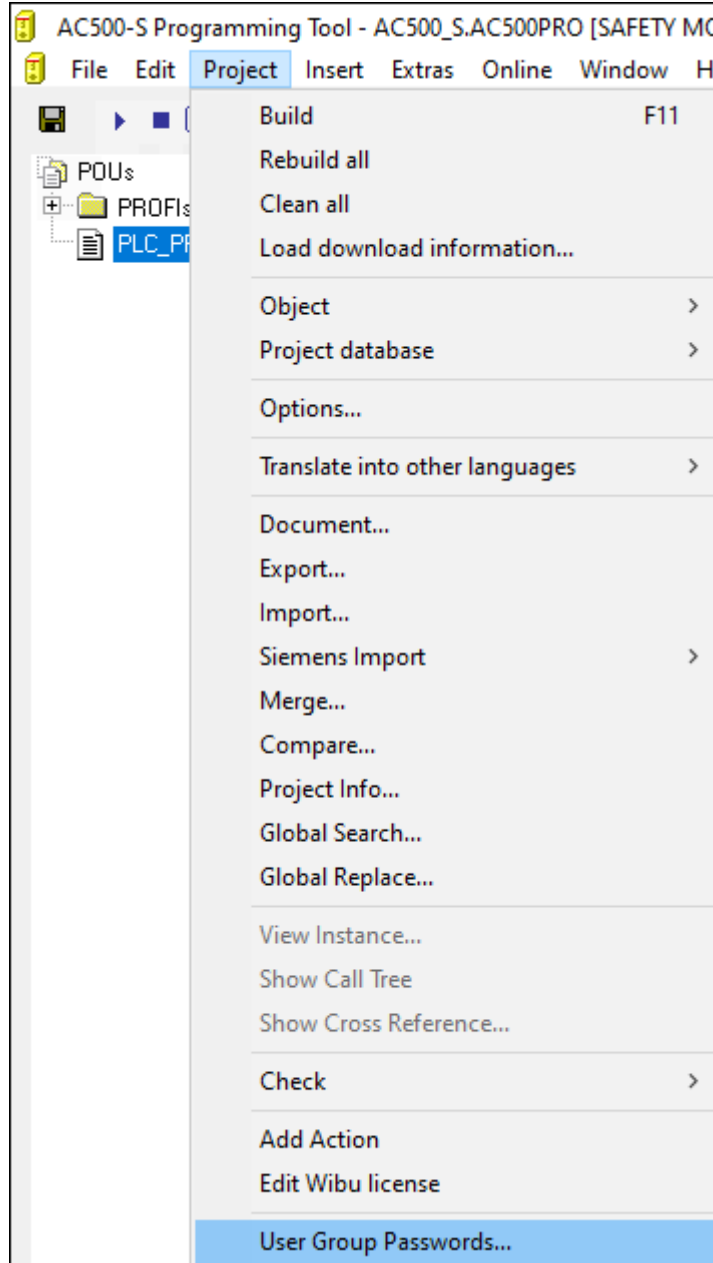 AC500-S Programming Tool - AC500_S.AC500PRO [SAFETY
File Edit Project Insert Extras Online Window
Build F11
Rebuild all
Clean all
Load download information...
POUs
Object
Project database
Options...
Translate into other languages
Document...
Export...
Import...
Siemens Import
Merge...
Compare...
Project Info...
Global Search...
Global Replace...
View Instance...
Show Call Tree
Show Cross Reference...
Check
Add Action
Edit Wibu license
User Group Passwords...